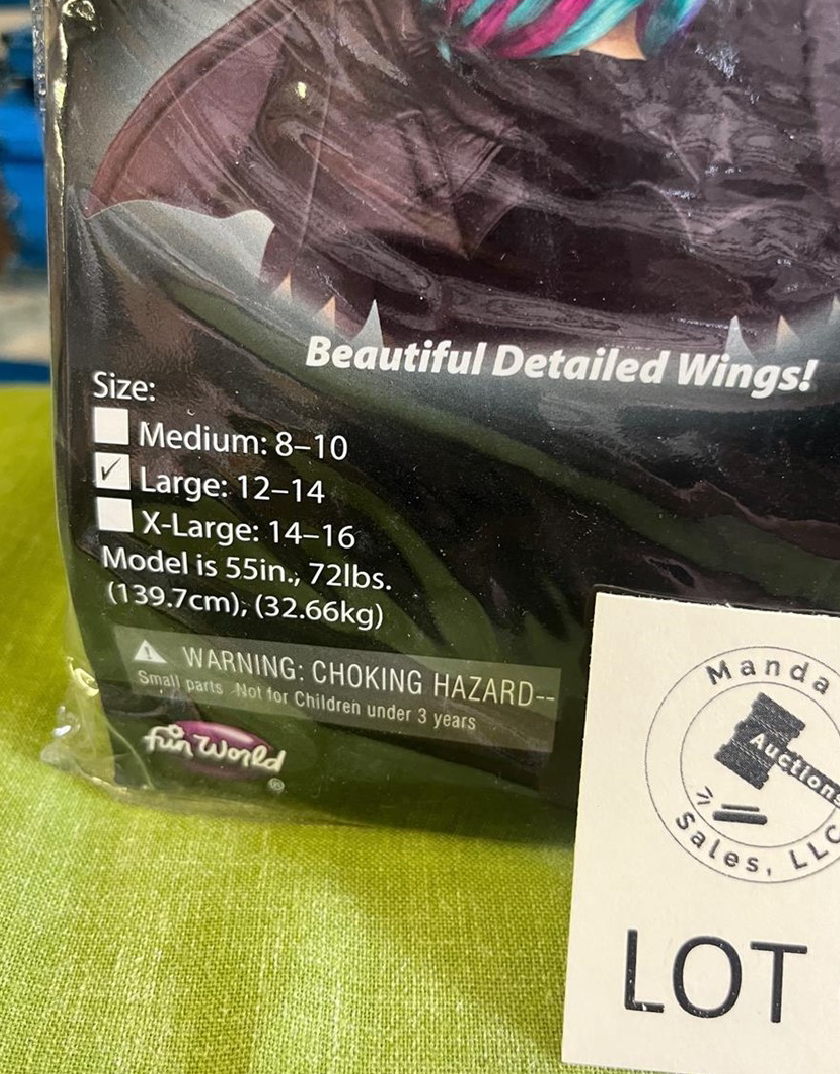 Beautiful Detailed Wings!
Size:
Medium: 8–10
✓ Large: 12–14
X-Large: 14–16
Model is 55in., 72lbs.
(139.7cm), (32.66kg)
WARNING: CHOKING HAZARD--
Small parts Not for Children under 3 years
fun World
®
Manda
Auctions
Sales, LLC
LOT